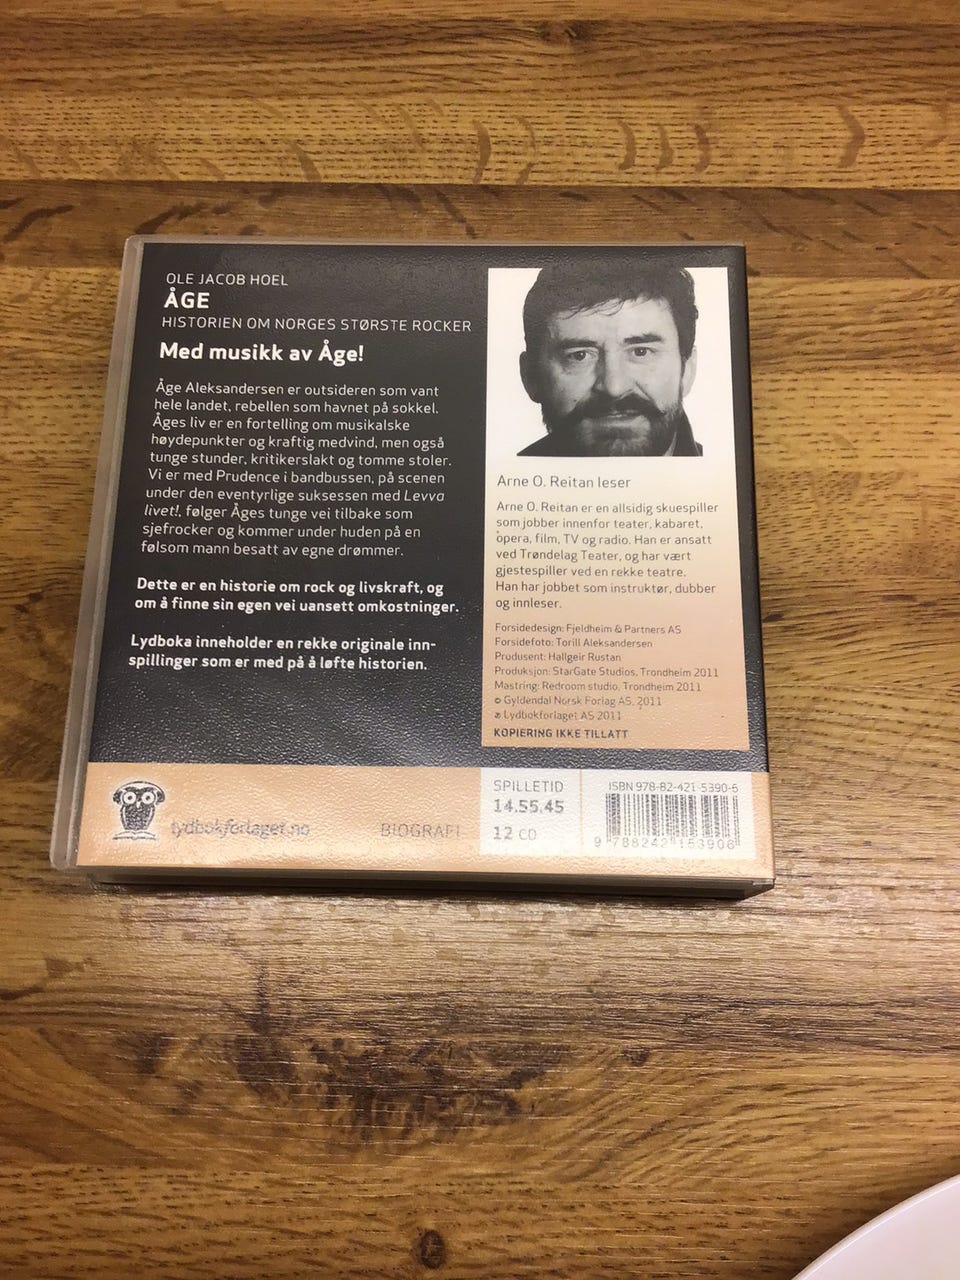 OLE JACOB HOEL
ÅGE
HISTORIEN OM NORGES STØRSTE ROCKER
Med musikk av Åge!
Åge Aleksandersen er outsideren som vant
hele landet, rebellen som havnet på sokkel.
Åges liv er en fortelling om musikalske
høydepunkter og kraftig medvind, men også
tunge stunder, kritikerslakt og tomme stoler.
Vi er med Prudence i bandbussen, på scenen
under den eventyrlige suksessen med Levva
livet!, følger Åges tunge vei tilbake som
sjefrocker og kommer under huden på en
følsom mann besatt av egne drømmer.
Dette er en historie om rock og livskraft, og
om å finne sin egen vei uansett omkostninger.
Lydboka inneholder en rekke originale inn-
spillinger som er med på å løfte historien.
Arne O. Reitan leser
Arne O. Reitan er en allsidig skuespiller
som jobber innenfor teater, kabaret,
opera, film, TV og radio. Han er ansatt
ved Trøndelag Teater, og har vært
gjestespiller ved en rekke teatre.
Han har jobbet som instruktør, dubber
og innleser.
Forsidedesign: Fjeldheim & Partners AS
Forsidefoto: Torill Aleksandersen
Produsent: Hallgeir Rustan
Produksjon: StarGate Studios, Trondheim 2011
Mastring: Redroom studio, Trondheim 2011
© Gyldendal Norsk Forlag AS, 2011
℗ Lydbokforlaget AS 2011
KOPIERING IKKE TILLATT
lydbokforlaget.no
BIOGRAFI
SPILLETID
14.55.45
12 CD
ISBN 978-82-421-5390-6
9 788242 153906